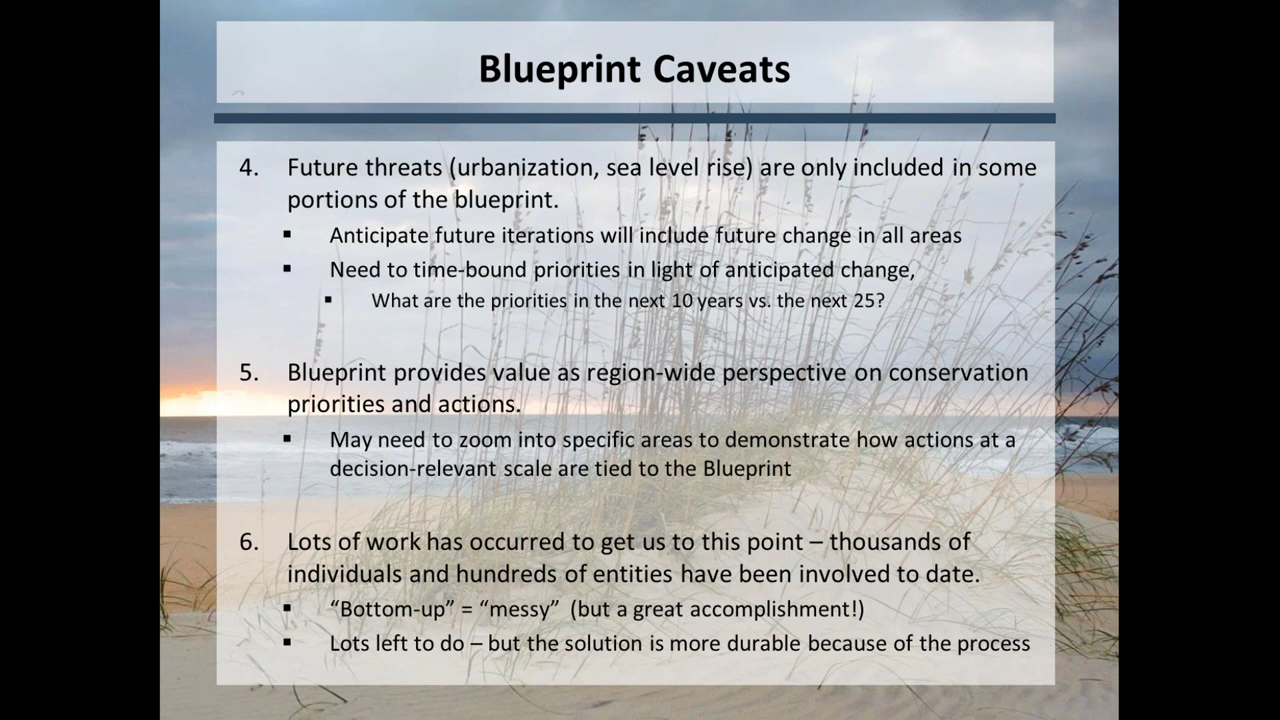 Blueprint Caveats
4. Future threats (urbanization, sea level rise) are only included in some
portions of the blueprint.
▪ Anticipate future iterations will include future change in all areas
▪ Need to time-bound priorities in light of anticipated change,
▪ What are the priorities in the next 10 years vs. the next 25?
5. Blueprint provides value as region-wide perspective on conservation
priorities and actions.
▪ May need to zoom into specific areas to demonstrate how actions at a
decision-relevant scale are tied to the Blueprint
6. Lots of work has occurred to get us to this point – thousands of
individuals and hundreds of entities have been involved to date.
▪ “Bottom-up” = “messy” (but a great accomplishment!)
▪ Lots left to do – but the solution is more durable because of the process